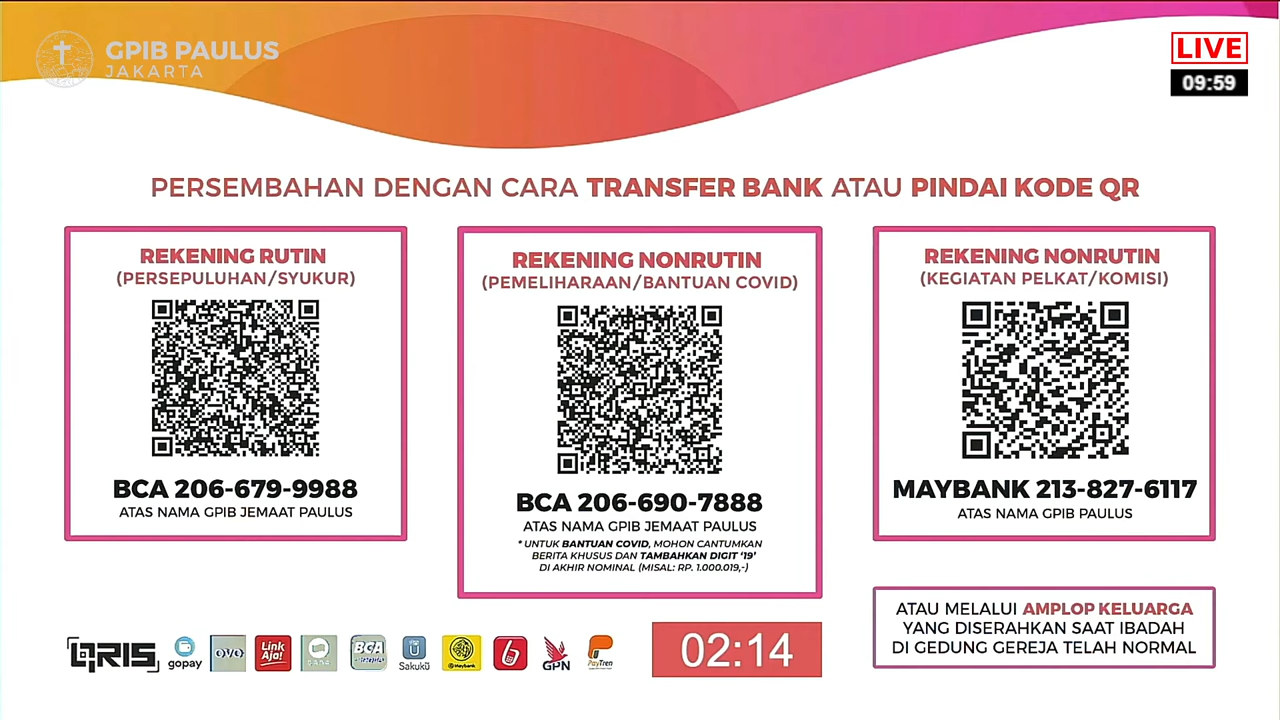 GPIB PAULUS
JAKARTA
LIVE
09:59
PERSEMBAHAN DENGAN CARA TRANSFER BANK ATAU PINDAI KODE QR
REKENING RUTIN
(PERSEPULUHAN/SYUKUR)
BCA 206-679-9988
ATAS NAMA GPIB JEMAAT PAULUS
REKENING NONRUTIN
(PEMELIHARAAN/BANTUAN COVID)
BCA 206-690-7888
ATAS NAMA GPIB JEMAAT PAULUS
* UNTUK BANTUAN COVID, MOHON CANTUMKAN
BERITA KHUSUS DAN TAMBAHKAN DIGIT ‘19’
DI AKHIR NOMINAL (MISAL: RP. 1.000.019,-)
REKENING NONRUTIN
(KEGIATAN PELKAT/KOMISI)
MAYBANK 213-827-6117
ATAS NAMA GPIB PAULUS
ATAU MELALUI AMPLOP KELUARGA
YANG DISERAHKAN SAAT IBADAH
DI GEDUNG GEREJA TELAH NORMAL
QRIS
gopay
OVO
Link
Aja!
BCA
Sakuku
Maybank
GPN
PayTren
02:14